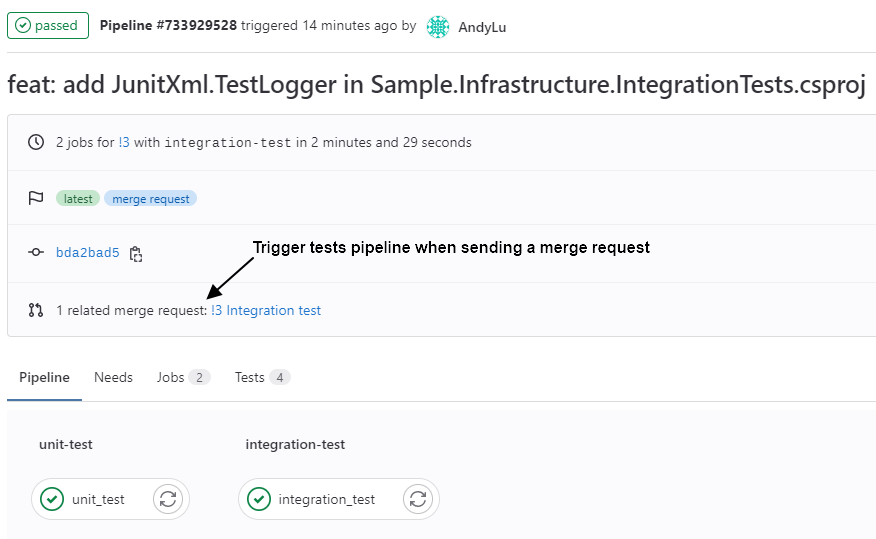 passed Pipeline #733929528 triggered 14 minutes ago by AndyLu
feat: add JunitXml.TestLogger in Sample.Infrastructure.IntegrationTests.csproj
2 jobs for !3 with integration-test in 2 minutes and 29 seconds
latest merge request
bda2bad5
Trigger tests pipeline when sending a merge request
1 related merge request: !3 Integration test
Pipeline Needs Jobs 2 Tests 4
unit-test integration-test
unit_test integration_test